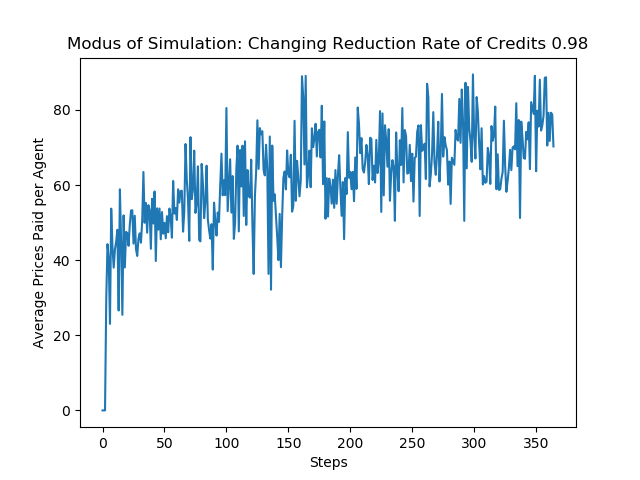 Modus of Simulation: Changing Reduction Rate of Credits 0.98
Average Prices Paid per Agent
80
60
40
20
0
0 50 100 150 200 250 300 350
Steps